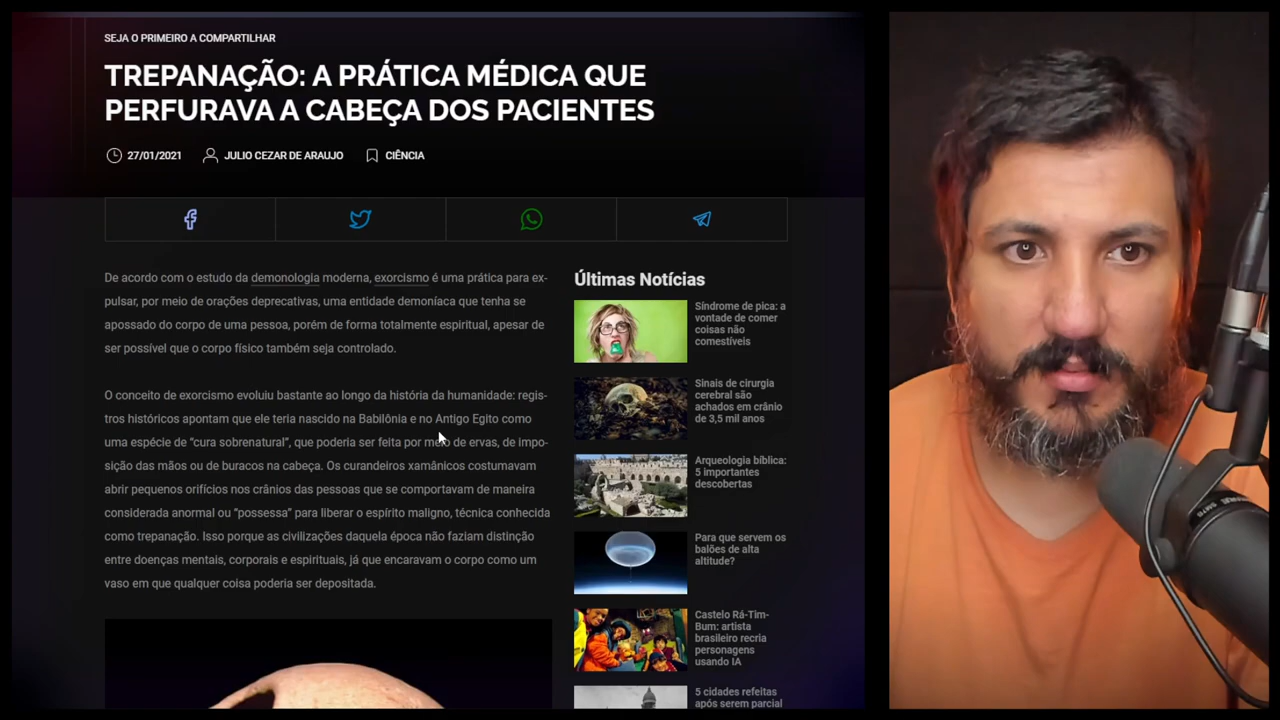 SEJA O PRIMEIRO A COMPARTILHAR
TREPANAÇÃO: A PRÁTICA MÉDICA QUE
PERFURAVA A CABEÇA DOS PACIENTES
27/01/2021 JULIO CEZAR DE ARAUJO CIÊNCIA
De acordo com o estudo da demonologia moderna, exorcismo é uma prática para ex-
pulsar, por meio de orações deprecativas, uma entidade demoníaca que tenha se
apossado do corpo de uma pessoa, porém de forma totalmente espiritual, apesar de
ser possível que o corpo físico também seja controlado.
O conceito de exorcismo evoluiu bastante ao longo da história da humanidade: regis-
tros históricos apontam que ele teria nascido na Babilônia e no Antigo Egito como
uma espécie de “cura sobrenatural”, que poderia ser feita por meio de ervas, de impo-
sição das mãos ou de buracos na cabeça. Os curandeiros xamânicos costumavam
abrir pequenos orifícios nos crânios das pessoas que se comportavam de maneira
considerada anormal ou “possessa” para liberar o espírito maligno, técnica conhecida
como trepanação. Isso porque as civilizações daquela época não faziam distinção
entre doenças mentais, corporais e espirituais, já que encaravam o corpo como um
vaso em que qualquer coisa poderia ser depositada.
Últimas Notícias
Síndrome de pica: a
vontade de comer
coisas não
comestíveis
Sinais de cirurgia
cerebral são
achados em crânio
de 3,5 mil anos
Arqueologia bíblica:
5 importantes
descobertas
Para que servem os
balões de alta
altitude?
Castelo Rá-Tim-
Bum: artista
brasileiro recria
personagens
usando IA
5 cidades refeitas
após serem parcial